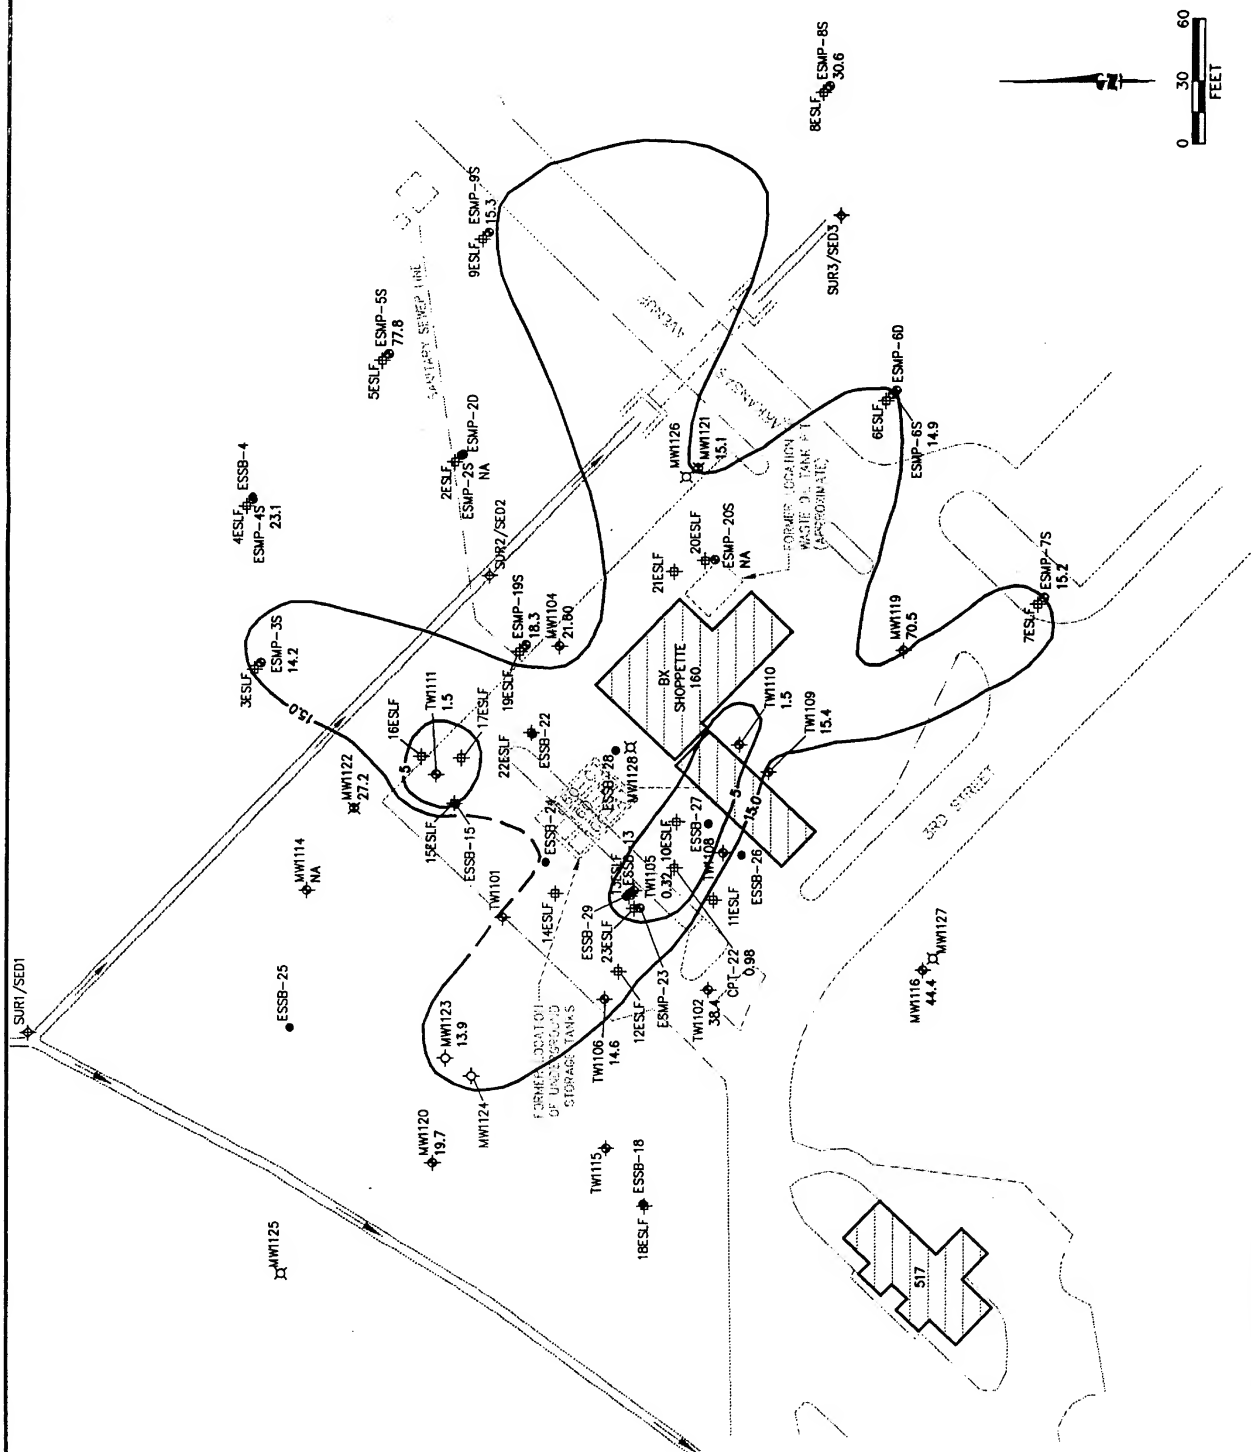 SUR1/SED1
ESSB-25
MW1114
NA
MW1122
27.2
MW1125
MW1120
19.7
MW1123
13.9
MW1124
TW1101
TW1115
18ESLF
ESSB-18
4ESLF
ESSB-4
ESMP-4S
23.1
3ESLF
ESMP-3S
14.2
15.0
5ESLF
ESMP-5S
77.8
SANITARY SEWER LINE
2ESLF
ESMP-2D
ESMP-2S
NA
SUR2/SED2
9ESLF
ESMP-9S
15.3
8ESLF
ESMP-8S
30.6
16ESLF
TW1111
1.5
17ESLF
5
15ESLF
ESSB-15
19ESLF
ESMP-19S
18.3
MW1104
21.80
22ESLF
ESSB-22
ESSB-24
14ESLF
ESSB-28
MW1128
13ESLF
ESSB-13
TW1105
0.32
10ESLF
ESSB-29
23ESLF
ESMP-23
12ESLF
TW1106
14.6
FORMER LOCATION
OF UNDERGROUND
STORAGE TANKS
TW1102
38.4
CPT-22
0.98
11ESLF
TW1108
ESSB-27
ESSB-26
5
15.0
TW1110
1.5
TW1109
15.4
BX
SHOPPETTE
160
21ESLF
20ESLF
ESMP-20S
NA
MW1126
MW1121
15.1
FORMER LOCATION
WASTE OIL TANK PIT
(APPROXIMATE)
ARKANSAS
AVENUE
SUR3/SED3
6ESLF
ESMP-6D
ESMP-6S
14.9
MW1119
70.5
7ESLF
ESMP-7S
15.2
3RD STREET
MW1116
44.4
MW1127
517
N
0 30 60
FEET